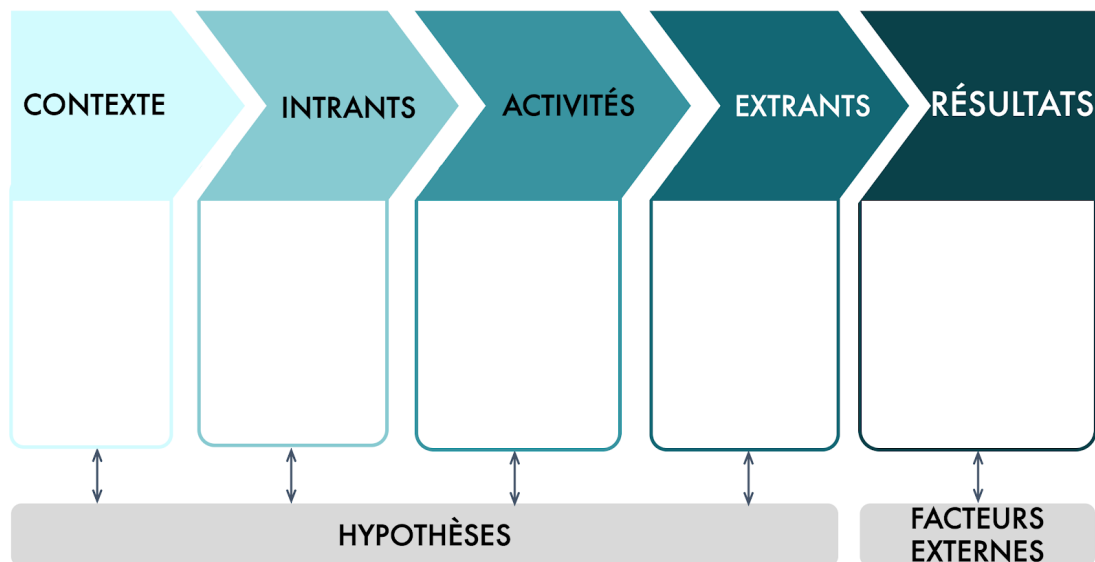 CONTEXTE
INTRANTS
ACTIVITÉS
EXTRANTS
RÉSULTATS
HYPOTHÈSES
FACTEURS
EXTERNES